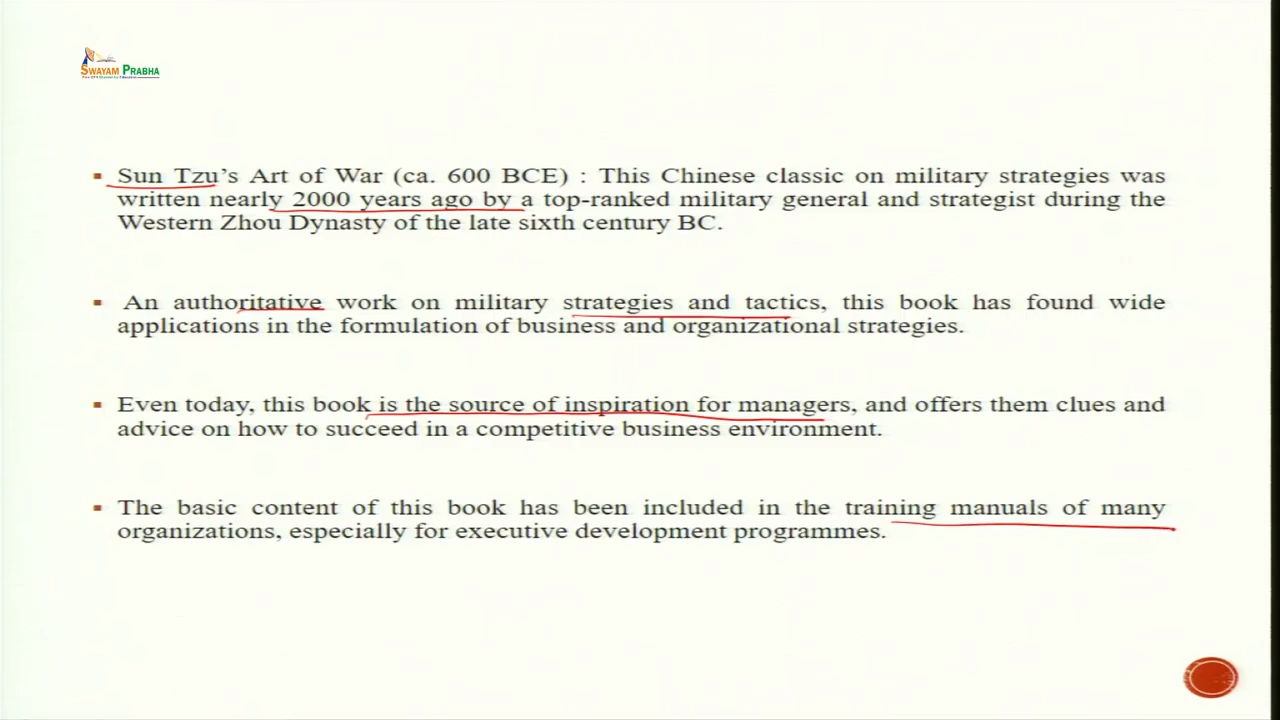 SWAYAM PRABHA
Sun Tzu's Art of War (ca. 600 BCE) : This Chinese classic on military strategies was
written nearly 2000 years ago by a top-ranked military general and strategist during the
Western Zhou Dynasty of the late sixth century BC.
An authoritative work on military strategies and tactics, this book has found wide
applications in the formulation of business and organizational strategies.
Even today, this book is the source of inspiration for managers, and offers them clues and
advice on how to succeed in a competitive business environment.
The basic content of this book has been included in the training manuals of many
organizations, especially for executive development programmes.